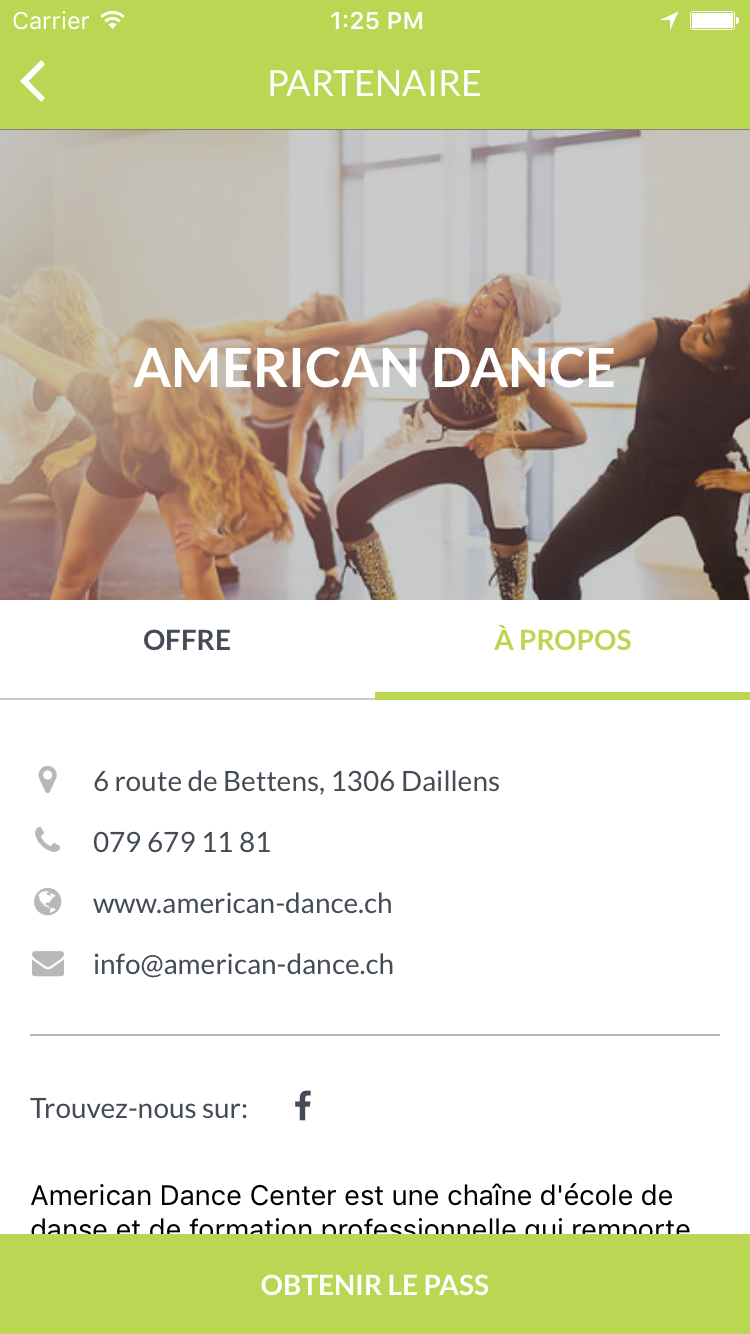 Carrier 1:25 PM
PARTENAIRE
AMERICAN DANCE
OFFRE À PROPOS
6 route de Bettens, 1306 Daillens
079 679 11 81
www.american-dance.ch
info@american-dance.ch
Trouvez-nous sur:
American Dance Center est une chaîne d'école de
danse et de formation professionnelle qui remporte
OBTENIR LE PASS